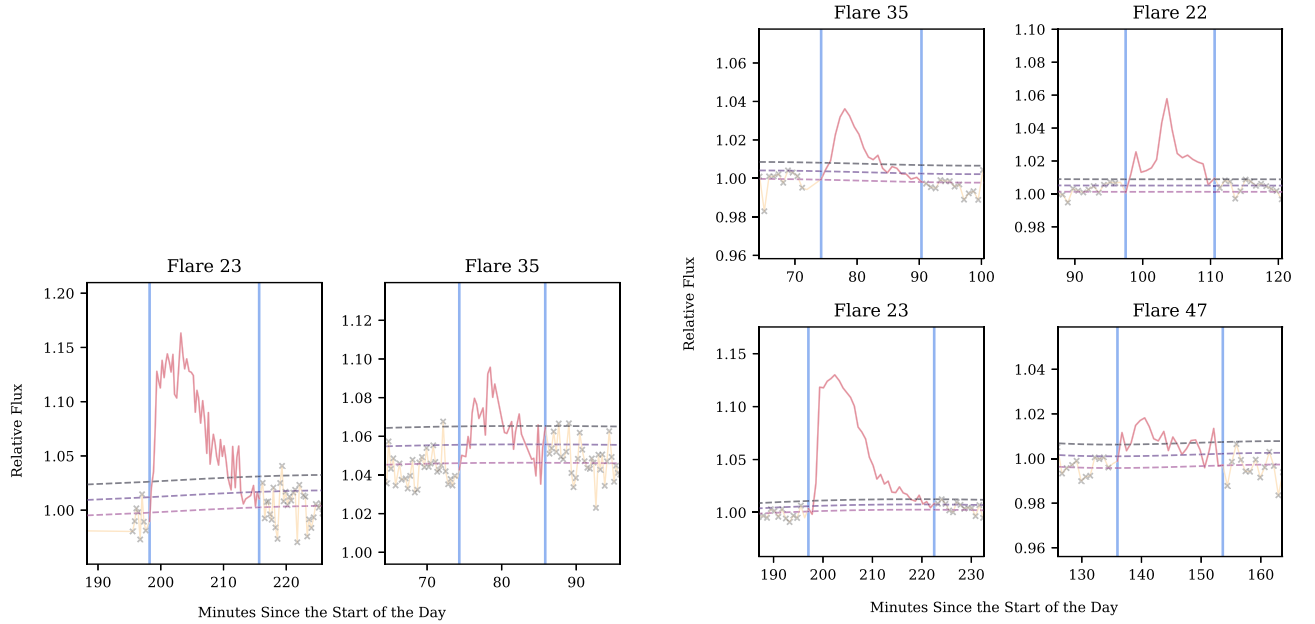 Flare 23
Flare 35
1.20
1.15
1.10
1.05
1.00
190 200 210 220
1.12
1.10
1.08
1.06
1.04
1.02
1.00
70 80 90
Relative Flux
Minutes Since the Start of the Day
Flare 35
Flare 22
1.06
1.04
1.02
1.00
0.98
0.96
70 80 90 100
1.10
1.08
1.06
1.04
1.02
1.00
0.98
90 100 110 120
Relative Flux
Flare 23
Flare 47
1.15
1.10
1.05
1.00
190 200 210 220 230
1.04
1.02
1.00
0.98
0.96
130 140 150 160
Minutes Since the Start of the Day